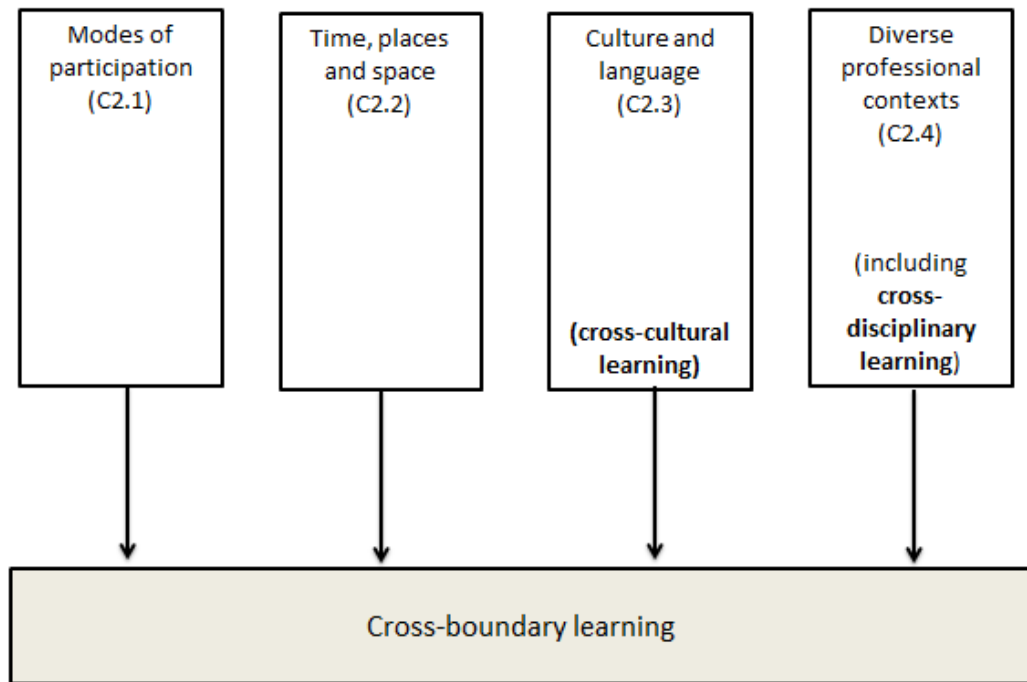 Modes of
participation
(C2.1)
Time, places
and space
(C2.2)
Culture and
language
(C2.3)
(cross-cultural
learning)
Diverse
professional
contexts
(C2.4)
(including
cross-
disciplinary
learning)
Cross-boundary learning